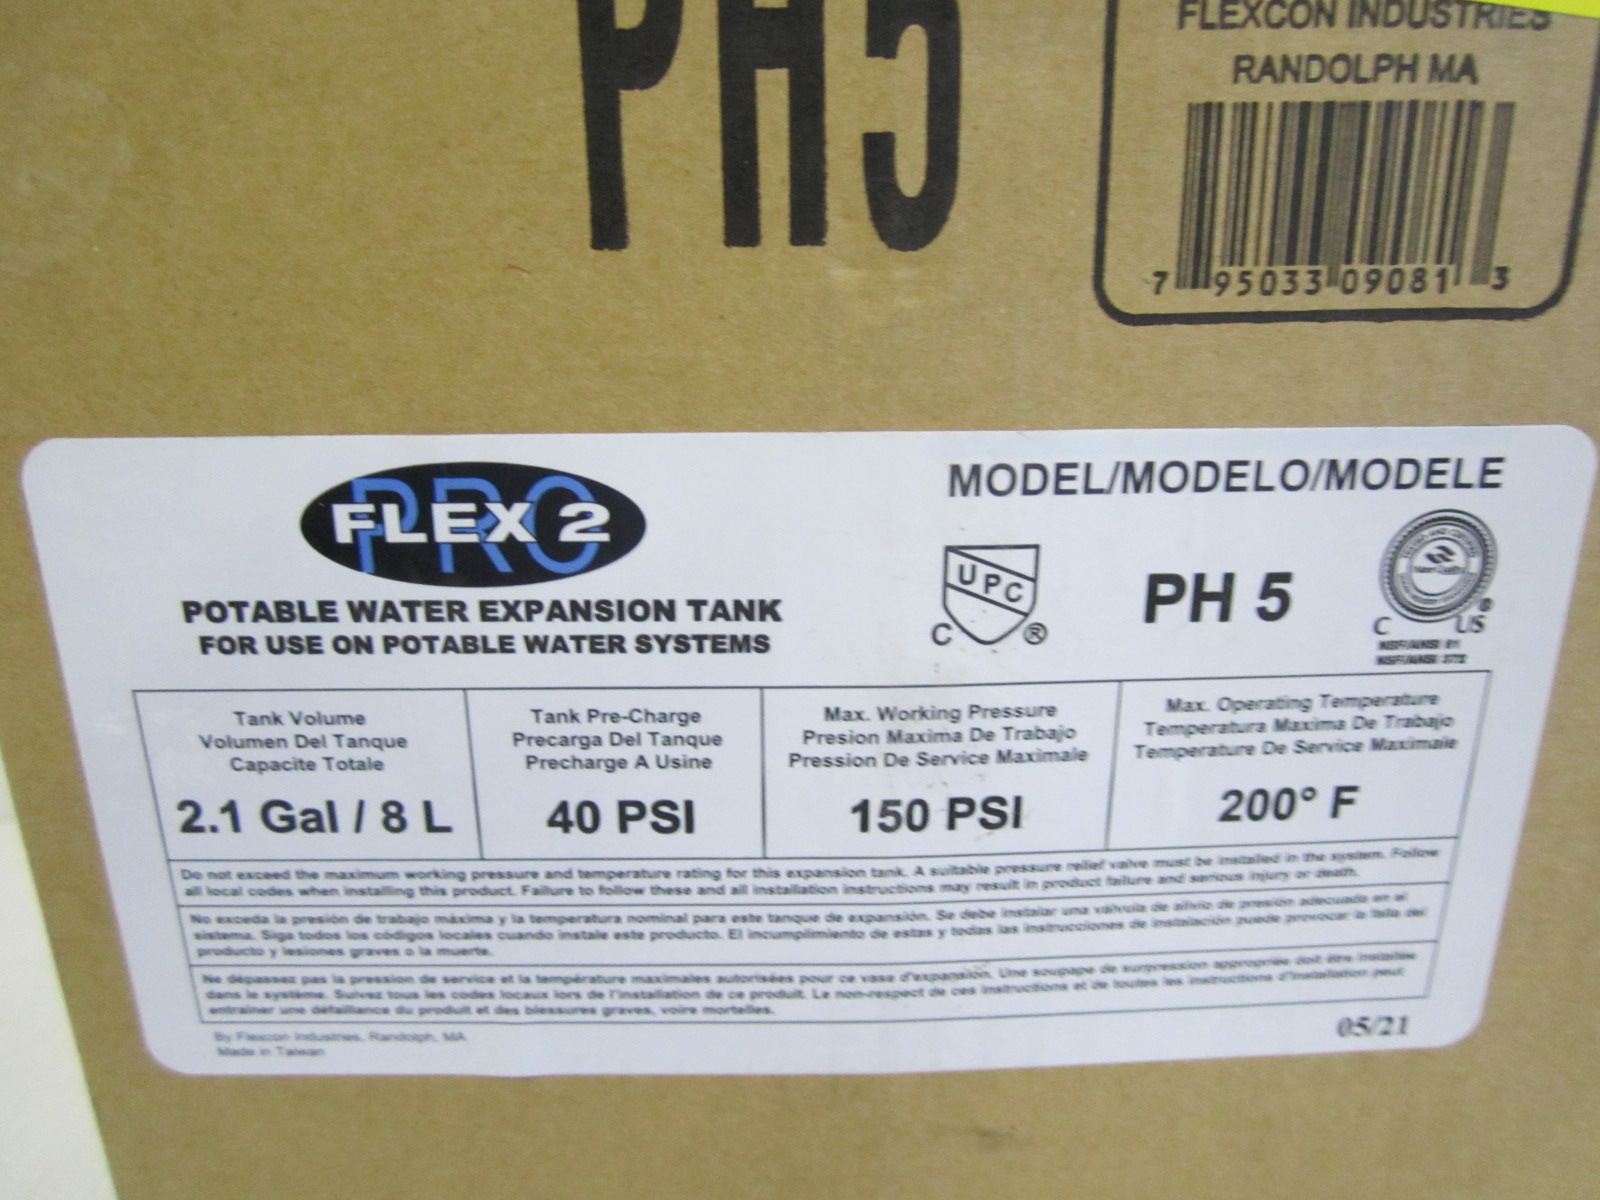 PH5
FLEXCON INDUSTRIES
RANDOLPH MA
7 95033 09081 3
PRO
FLEX 2
POTABLE WATER EXPANSION TANK
FOR USE ON POTABLE WATER SYSTEMS
MODEL/MODELO/MODELE
UPC
C ®
PH 5
C US
NSF/ANSI 61
NSF/ANSI 372
Tank Volume
Volumen Del Tanque
Capacite Totale
2.1 Gal / 8 L
Tank Pre-Charge
Precarga Del Tanque
Precharge A Usine
40 PSI
Max. Working Pressure
Presion Maxima De Trabajo
Pression De Service Maximale
150 PSI
Max. Operating Temperature
Temperatura Maxima De Trabajo
Temperature De Service Maximale
200° F
Do not exceed the maximum working pressure and temperature rating for this expansion tank. A suitable pressure relief valve must be installed in the system. Follow
all local codes when installing this product. Failure to follow these and all installation instructions may result in product failure and serious injury or death.
No exceda la presión de trabajo máxima y la temperatura nominal para este tanque de expansión. Se debe instalar una válvula de alivio de presión adecuada en el
sistema. Siga todos los códigos locales cuando instale este producto. El incumplimiento de estas y todas las instrucciones de instalación puede provocar la falla del
producto y lesiones graves o la muerte.
Ne dépassez pas la pression de service et la température maximales autorisées pour ce vase d'expansion. Une soupape de surpression appropriée doit être installée
dans le système. Suivez tous les codes locaux lors de l'installation de ce produit. Le non-respect de ces instructions et de toutes les instructions d'installation peut
entraîner une défaillance du produit et des blessures graves, voire mortelles.
By Flexcon Industries, Randolph, MA
Made in Taiwan
05/21